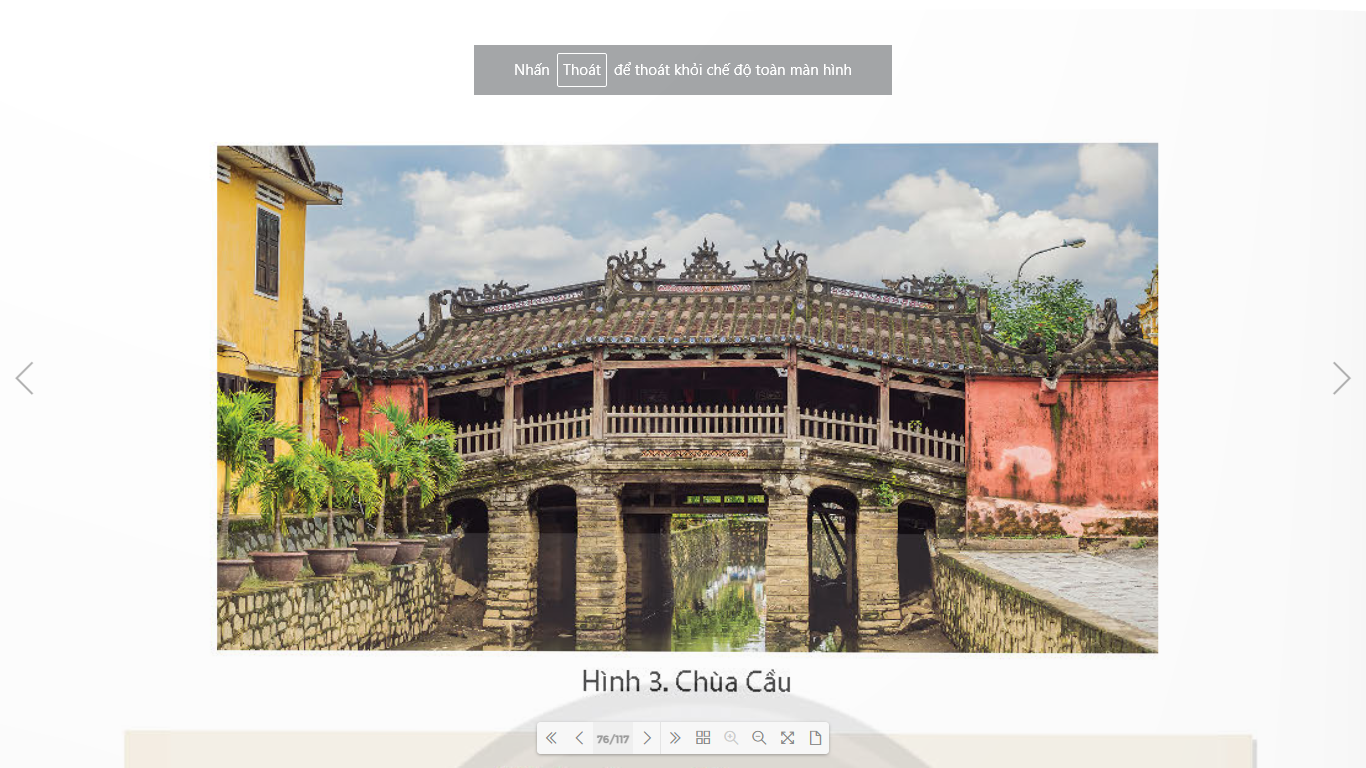 Nhấn Thoát để thoát khỏi chế độ toàn màn hình
Hình 3. Chùa Cầu
76/117